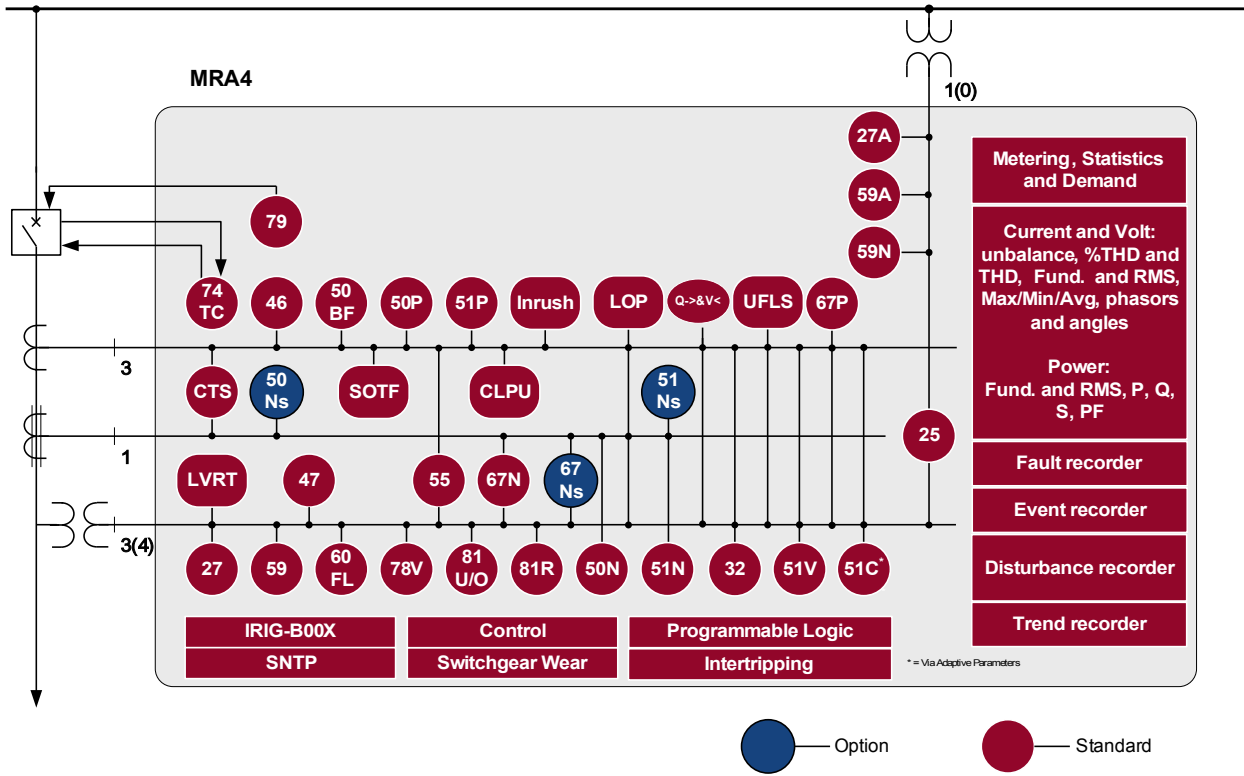 MRA4
1(0)
27A
59A
59N
79
74
TC
46
50
BF
50P
51P
Inrush
LOP
Q->&V<
UFLS
67P
3
CTS
50
Ns
SOTF
CLPU
51
Ns
25
1
LVRT
47
55
67N
67
Ns
3(4)
27
59
60
FL
78V
81
U/O
81R
50N
51N
32
51V
51C*
IRIG-B00X
Control
Programmable Logic
SNTP
Switchgear Wear
Intertripping
* = Via Adaptive Parameters
Metering, Statistics
and Demand
Current and Volt:
unbalance, %THD and
THD, Fund. and RMS,
Max/Min/Avg, phasors
and angles
Power:
Fund. and RMS, P, Q,
S, PF
Fault recorder
Event recorder
Disturbance recorder
Trend recorder
Option
Standard